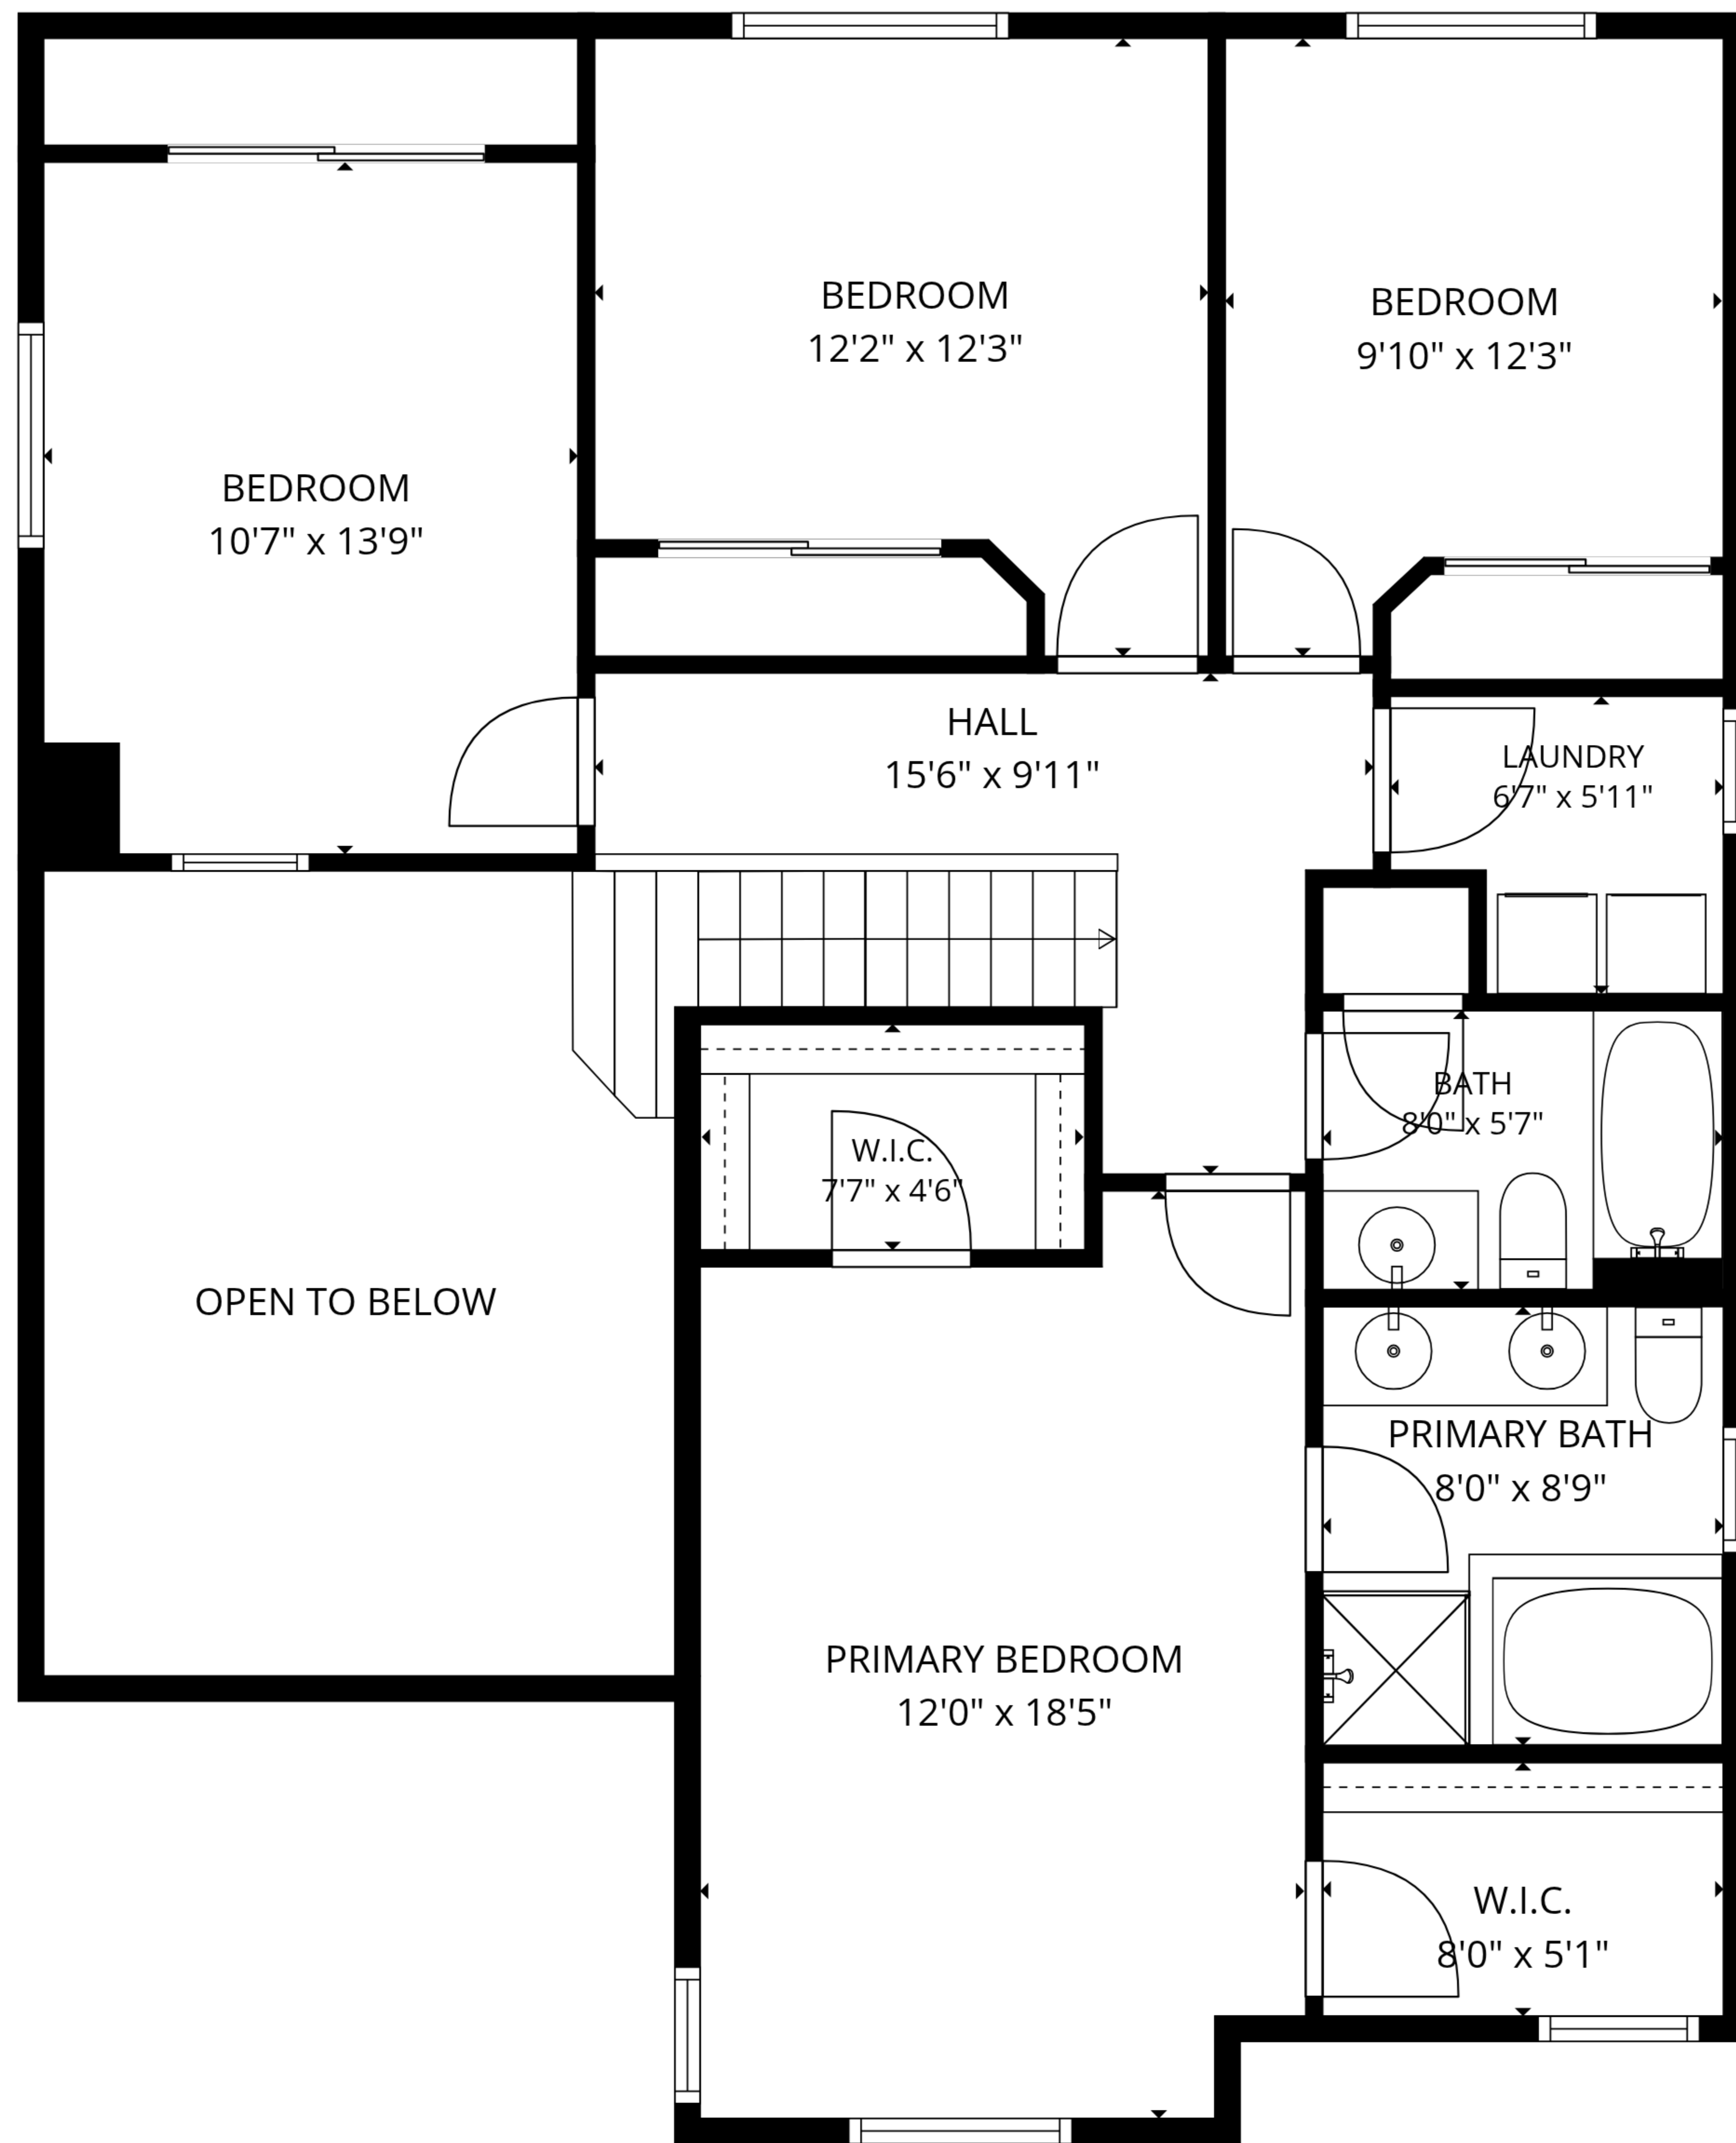 BEDROOM
12'2" x 12'3"
BEDROOM
9'10" x 12'3"
BEDROOM
10'7" x 13'9"
HALL
15'6" x 9'11"
LAUNDRY
6'7" x 5'11"
BATH
8'0" x 5'7"
W.I.C.
7'7" x 4'6"
OPEN TO BELOW
PRIMARY BATH
8'0" x 8'9"
PRIMARY BEDROOM
12'0" x 18'5"
W.I.C.
8'0" x 5'1"